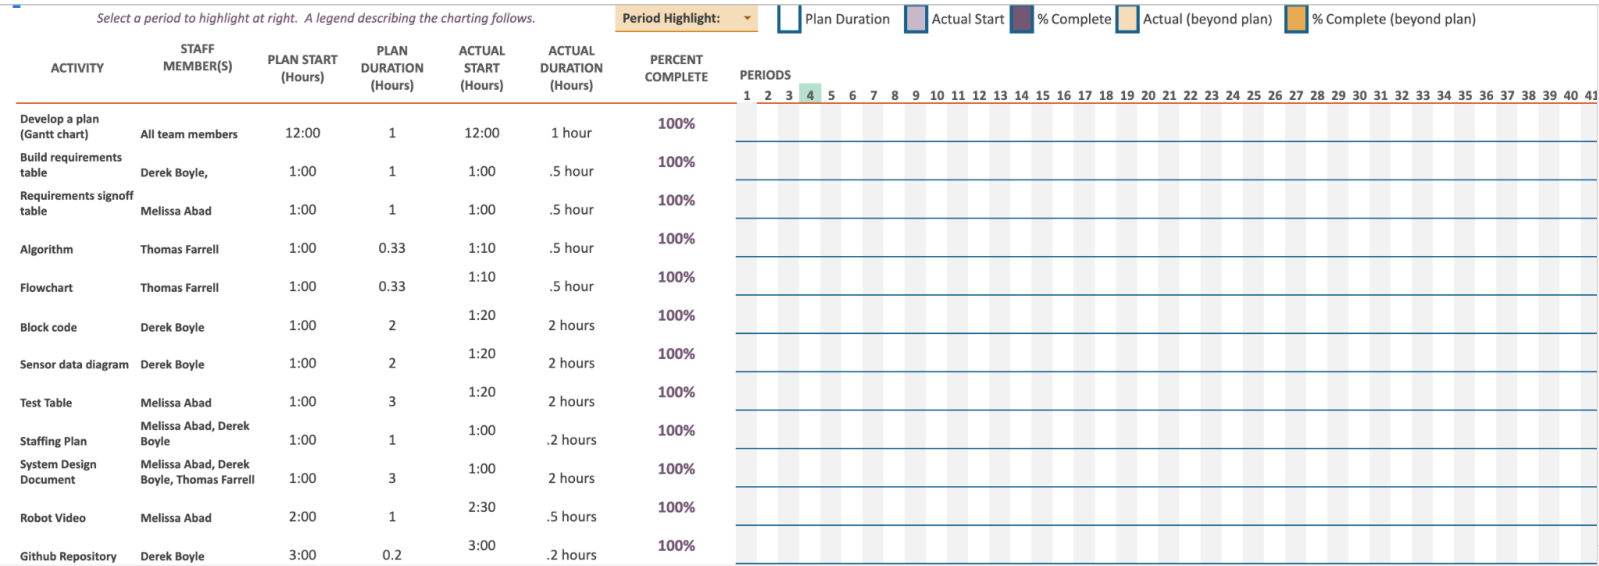 Select a period to highlight at right. A legend describing the charting follows.
Period Highlight:
Plan Duration
Actual Start
% Complete
Actual (beyond plan)
% Complete (beyond plan)
ACTIVITY
STAFF
MEMBER(S)
PLAN START
(Hours)
PLAN
DURATION
(Hours)
ACTUAL
START
(Hours)
ACTUAL
DURATION
(Hours)
PERCENT
COMPLETE
PERIODS
1 2 3 4 5 6 7 8 9 10 11 12 13 14 15 16 17 18 19 20 21 22 23 24 25 26 27 28 29 30 31 32 33 34 35 36 37 38 39 40 41
Develop a plan
(Gantt chart) All team members 12:00 1 12:00 1 hour 100%
Build requirements
table Derek Boyle, 1:00 1 1:00 .5 hour 100%
Requirements signoff
table Melissa Abad 1:00 1 1:00 .5 hour 100%
Algorithm Thomas Farrell 1:00 0.33 1:10 .5 hour 100%
Flowchart Thomas Farrell 1:00 0.33 1:10 .5 hour 100%
Block code Derek Boyle 1:00 2 1:20 2 hours 100%
Sensor data diagram Derek Boyle 1:00 2 1:20 2 hours 100%
Test Table Melissa Abad 1:00 3 1:20 2 hours 100%
Melissa Abad, Derek
Staffing Plan Boyle 1:00 1 1:00 .2 hours 100%
System Design Melissa Abad, Derek
Document Boyle, Thomas Farrell 1:00 3 1:00 2 hours 100%
Robot Video Melissa Abad 2:00 1 2:30 .5 hours 100%
Github Repository Derek Boyle 3:00 0.2 3:00 .2 hours 100%